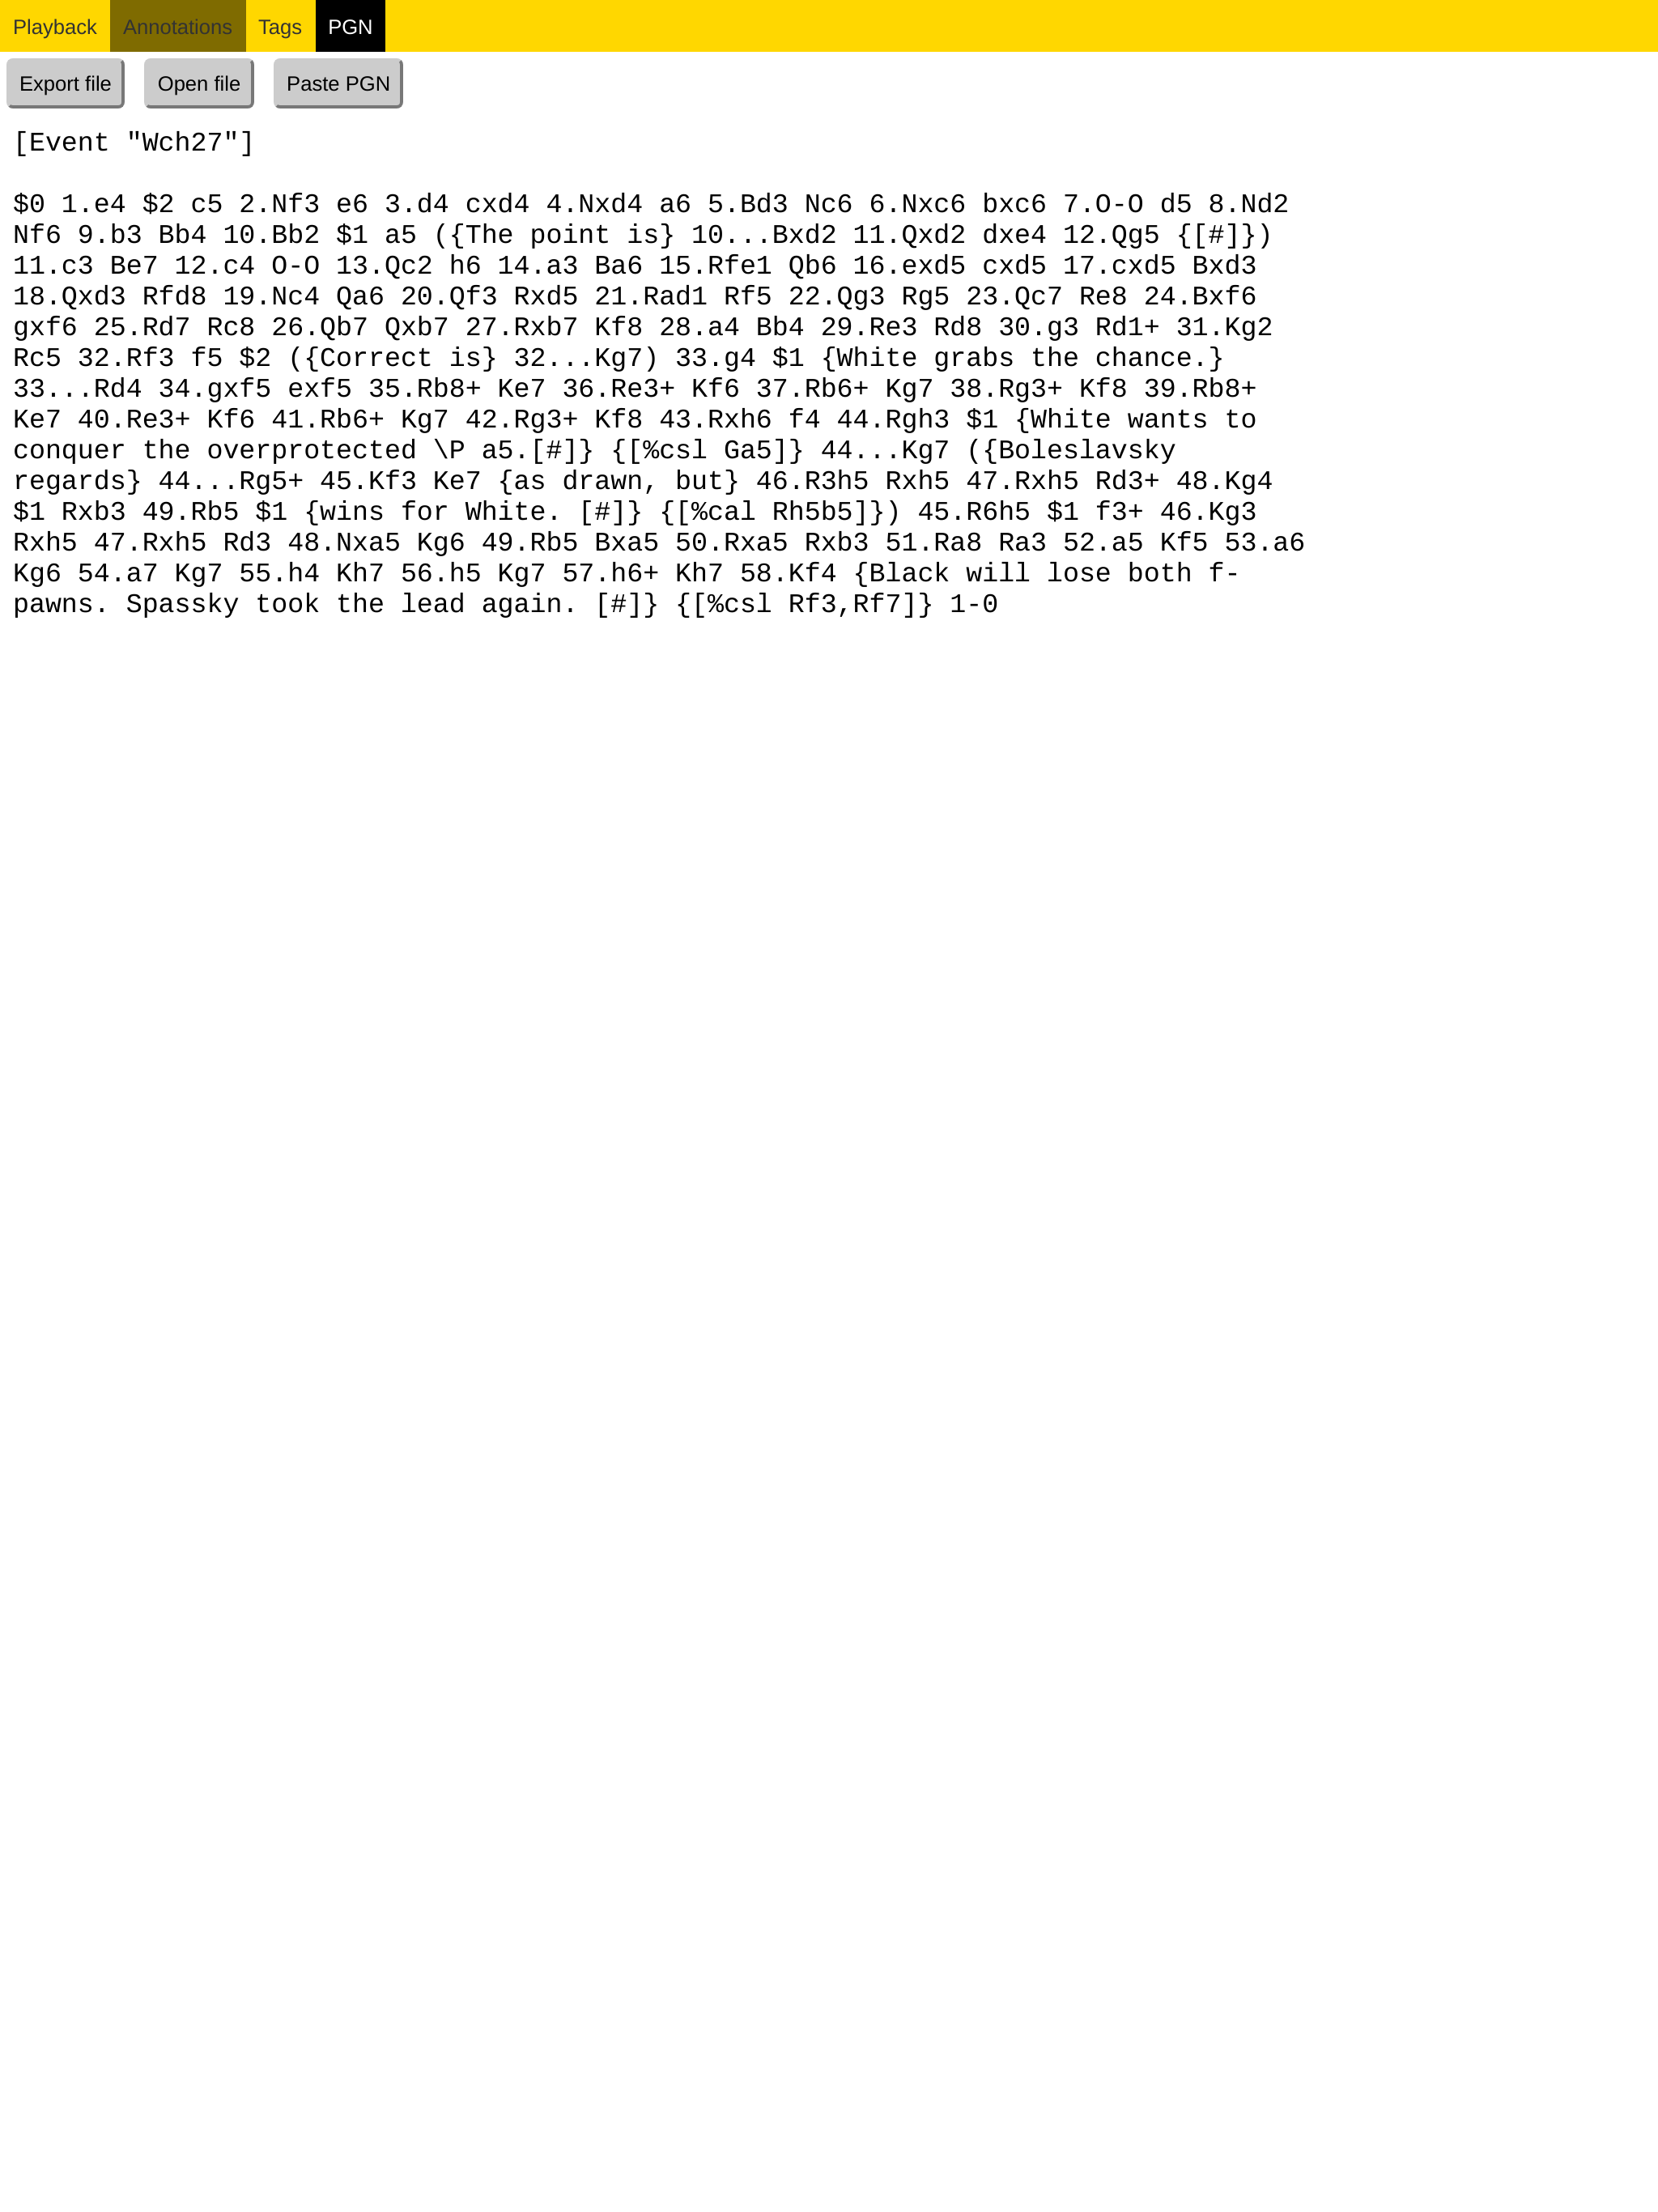 Playback Annotations Tags PGN
Export file Open file Paste PGN
[Event "Wch27"]
$0 1.e4 $2 c5 2.Nf3 e6 3.d4 cxd4 4.Nxd4 a6 5.Bd3 Nc6 6.Nxc6 bxc6 7.O-O d5 8.Nd2
Nf6 9.b3 Bb4 10.Bb2 $1 a5 ({The point is} 10...Bxd2 11.Qxd2 dxe4 12.Qg5 {[#]})
11.c3 Be7 12.c4 O-O 13.Qc2 h6 14.a3 Ba6 15.Rfe1 Qb6 16.exd5 cxd5 17.cxd5 Bxd3
18.Qxd3 Rfd8 19.Nc4 Qa6 20.Qf3 Rxd5 21.Rad1 Rf5 22.Qg3 Rg5 23.Qc7 Re8 24.Bxf6
gxf6 25.Rd7 Rc8 26.Qb7 Qxb7 27.Rxb7 Kf8 28.a4 Bb4 29.Re3 Rd8 30.g3 Rd1+ 31.Kg2
Rc5 32.Rf3 f5 $2 ({Correct is} 32...Kg7) 33.g4 $1 {White grabs the chance.}
33...Rd4 34.gxf5 exf5 35.Rb8+ Ke7 36.Re3+ Kf6 37.Rb6+ Kg7 38.Rg3+ Kf8 39.Rb8+
Ke7 40.Re3+ Kf6 41.Rb6+ Kg7 42.Rg3+ Kf8 43.Rxh6 f4 44.Rgh3 $1 {White wants to
conquer the overprotected \P a5.[#]} {[%csl Ga5]} 44...Kg7 ({Boleslavsky
regards} 44...Rg5+ 45.Kf3 Ke7 {as drawn, but} 46.R3h5 Rxh5 47.Rxh5 Rd3+ 48.Kg4
$1 Rxb3 49.Rb5 $1 {wins for White. [#]} {[%cal Rh5b5]}) 45.R6h5 $1 f3+ 46.Kg3
Rxh5 47.Rxh5 Rd3 48.Nxa5 Kg6 49.Rb5 Bxa5 50.Rxa5 Rxb3 51.Ra8 Ra3 52.a5 Kf5 53.a6
Kg6 54.a7 Kg7 55.h4 Kh7 56.h5 Kg7 57.h6+ Kh7 58.Kf4 {Black will lose both f-
pawns. Spassky took the lead again. [#]} {[%csl Rf3,Rf7]} 1-0